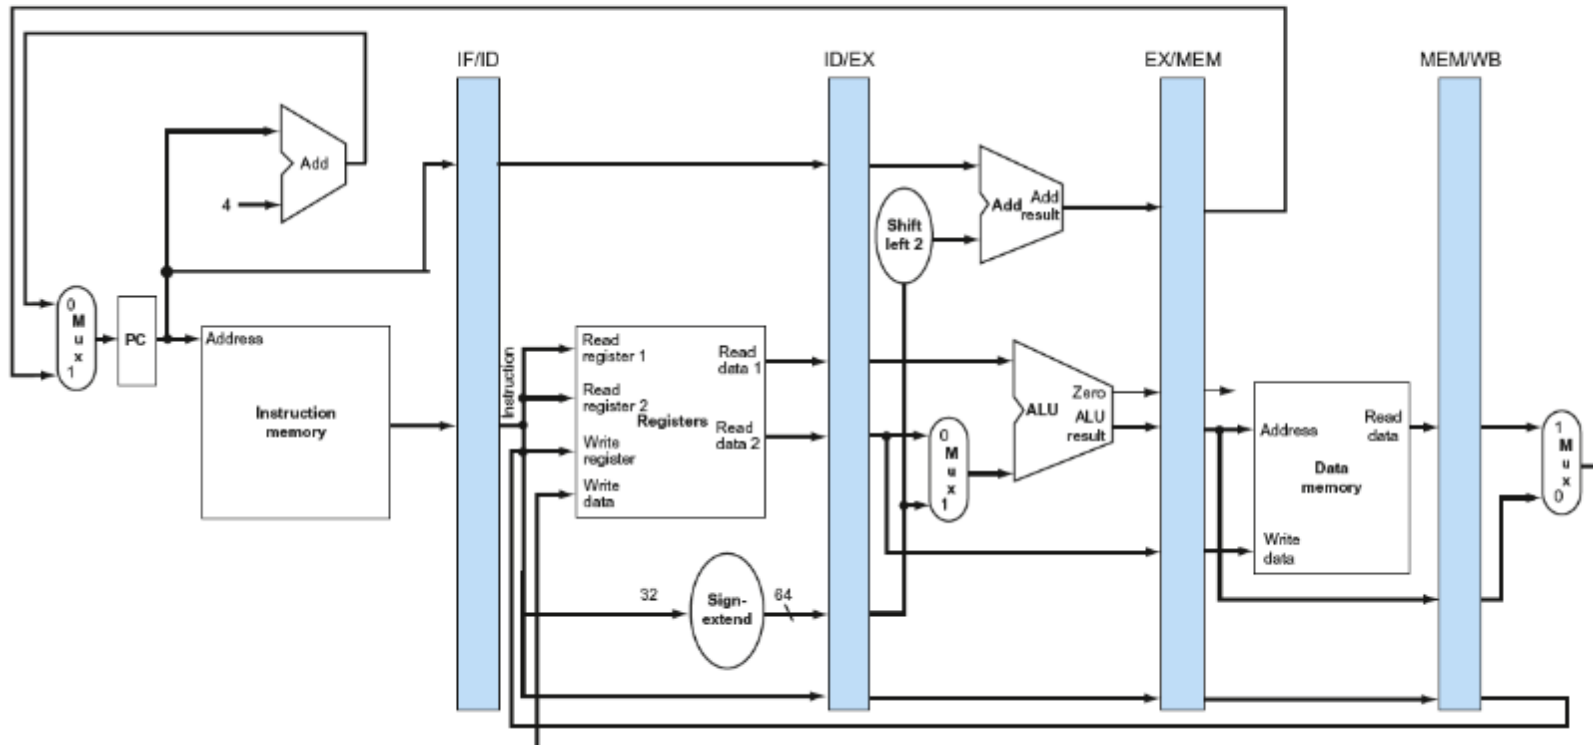 IF/ID
ID/EX
EX/MEM
MEM/WB
Add
4
Shift
left 2
Add
Add
result
0
M
u
x
1
PC
Address
Instruction
memory
Instruction
Read
register 1
Read
register 2
Write
register
Write
data
Registers
Read
data 1
Read
data 2
32
Sign-
extend
64
0
M
u
x
1
Zero
ALU
ALU
result
Address
Read
data
Data
memory
Write
data
1
M
u
x
0